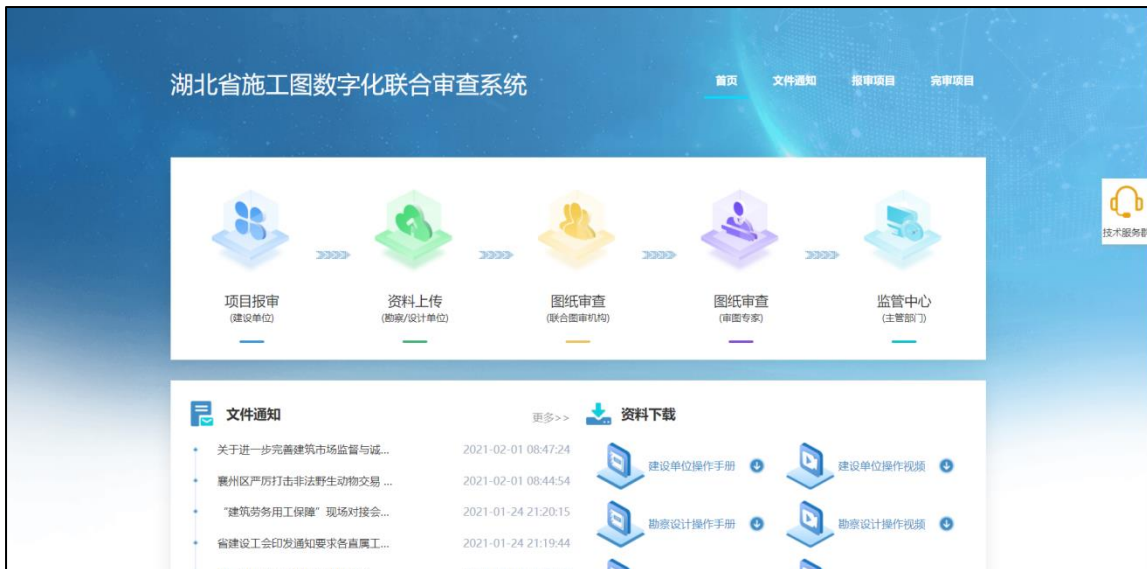 湖北省施工图数字化联合审查系统
首页 文件通知 报审项目 完审项目
技术服务群
项目报审 资料上传 图纸审查 图纸审查 监管中心
(建设单位) (勘察/设计单位) (联合图审机构) (审图专家) (主管部门)
文件通知 更多>> 资料下载
关于进一步完善建筑市场监督与诚... 2021-02-01 08:47:24
建设单位操作手册 建设单位操作视频
襄州区严厉打击非法野生动物交易 ... 2021-02-01 08:44:54
“建筑劳务用工保障”现场对接会... 2021-01-24 21:20:15
勘察设计操作手册 勘察设计操作视频
省建设工会印发通知要求各直属工... 2021-01-24 21:19:44